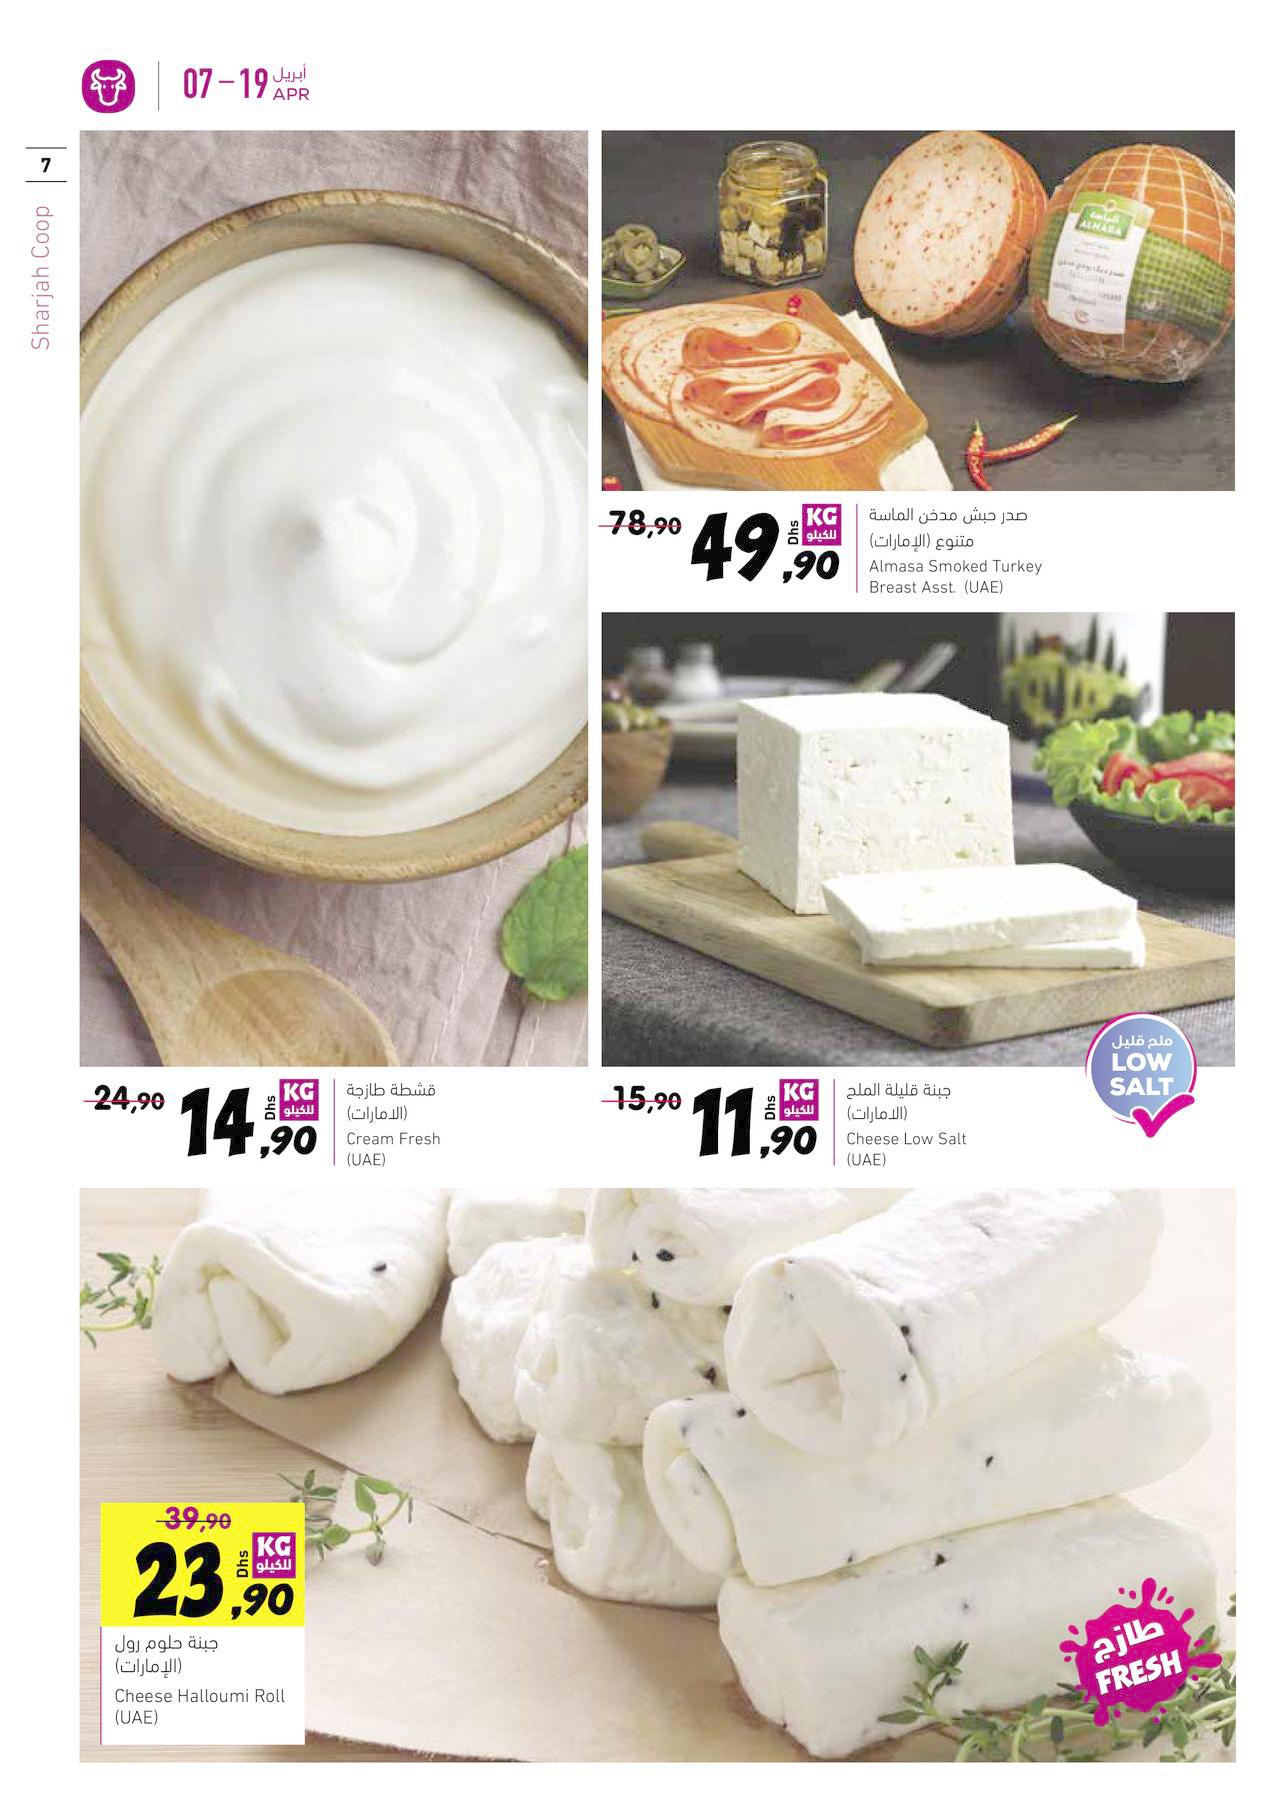 07 – 19 أبريل
APR
7
Sharjah Coop
الماسة
ALMASA
78,90 49,90 Dhs KG للكيلو
صدر حبش مدخن الماسة
متنوع (الإمارات)
Almasa Smoked Turkey
Breast Asst. (UAE)
ملح قليل
LOW
SALT
24,90 14,90 Dhs KG للكيلو
قشطة طازجة
(الامارات)
Cream Fresh
(UAE)
15,90 11,90 Dhs KG للكيلو
جبنة قليلة الملح
(الامارات)
Cheese Low Salt
(UAE)
39,90
23,90 Dhs KG للكيلو
جبنة حلوم رول
(الإمارات)
Cheese Halloumi Roll
(UAE)
طازج
FRESH